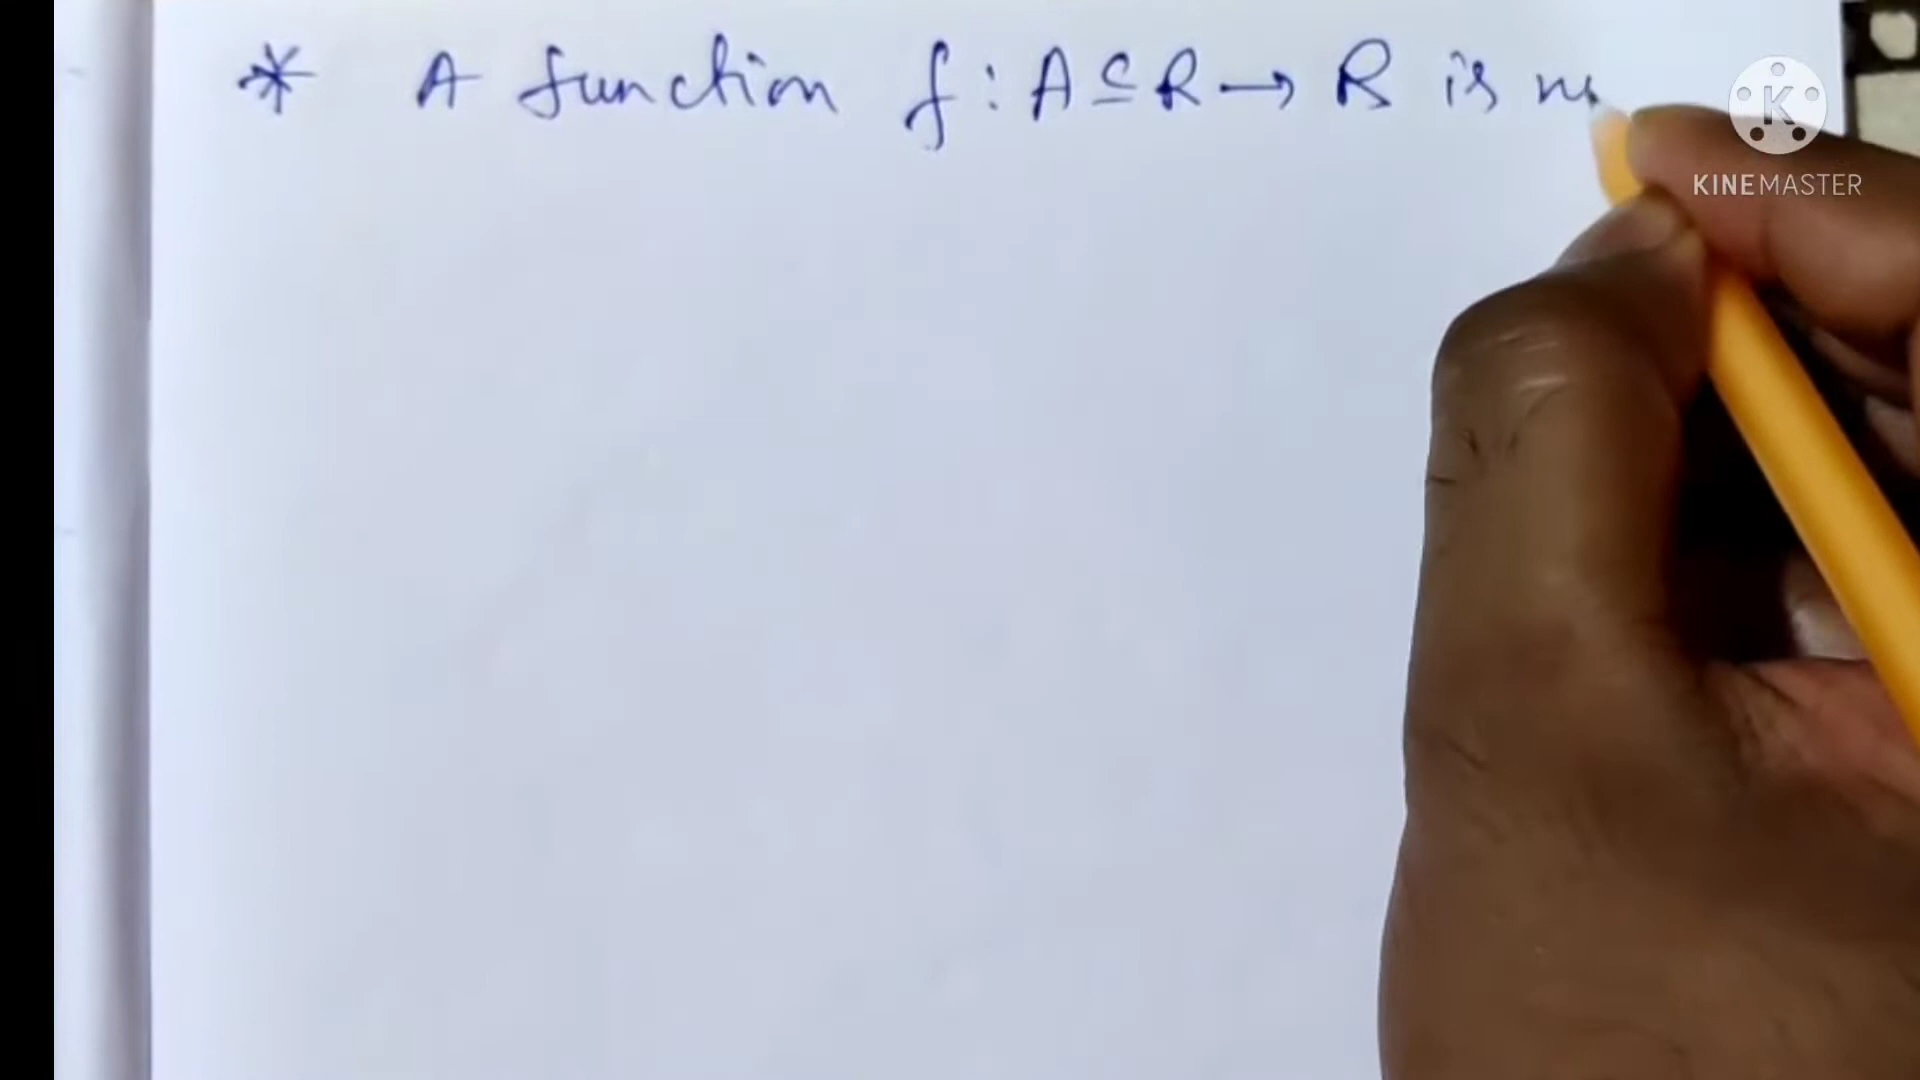 * A function f : A ⊆ R → R is
K
KINEMASTER